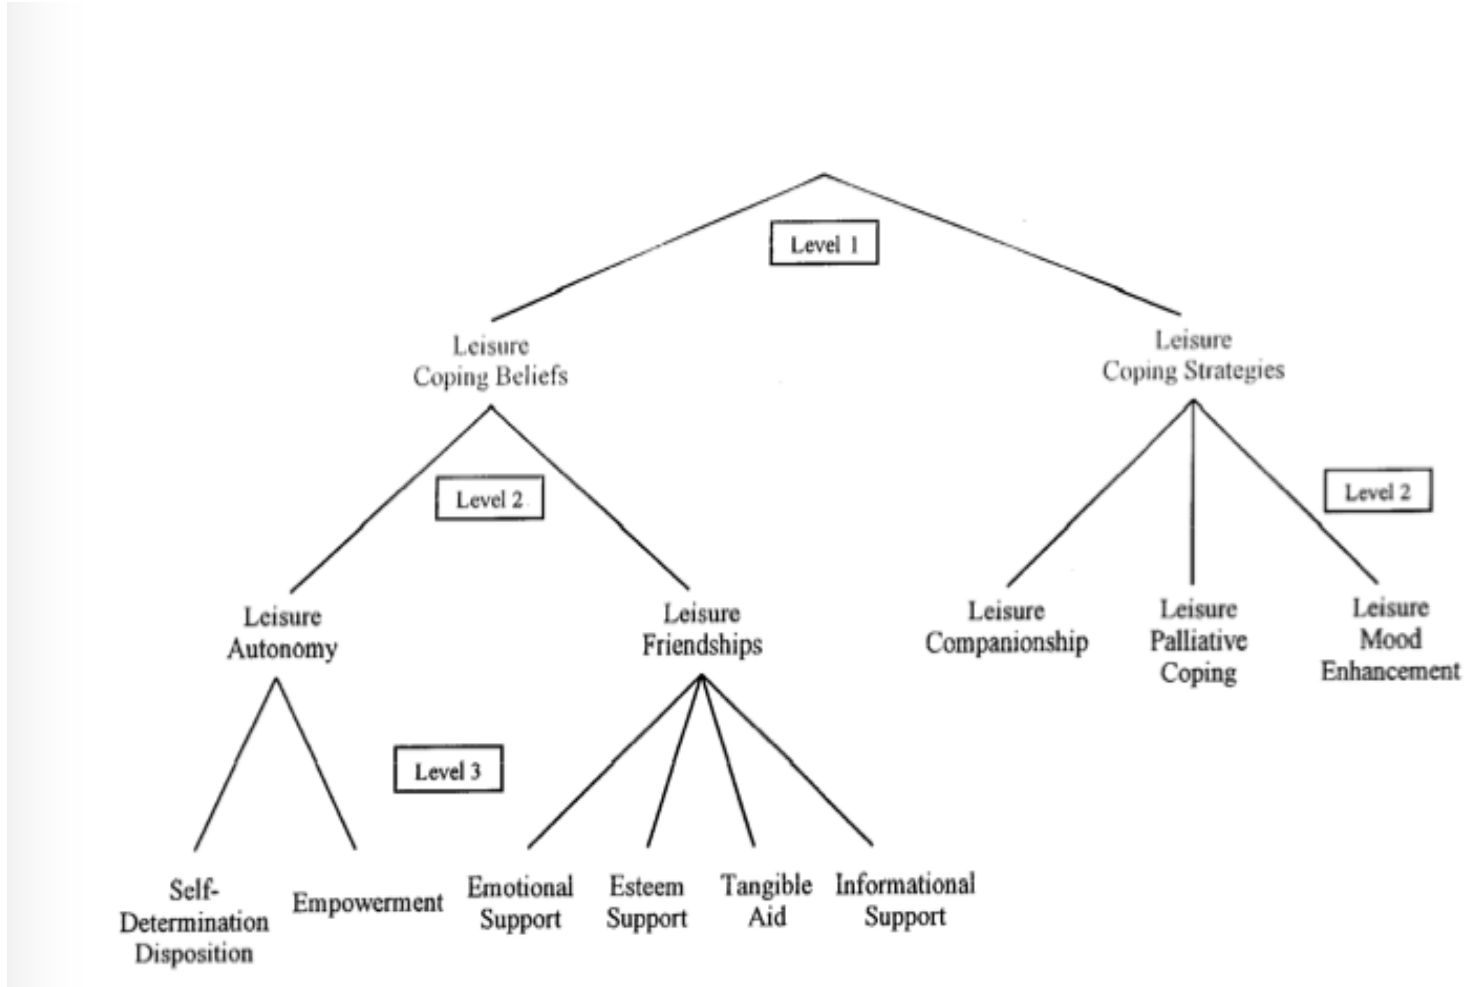 Level 1
Leisure
Coping Beliefs
Leisure
Coping Strategies
Level 2
Level 2
Leisure
Autonomy
Leisure
Friendships
Leisure
Companionship
Leisure
Palliative
Coping
Leisure
Mood
Enhancement
Level 3
Self-
Determination
Disposition
Empowerment
Emotional
Support
Esteem
Support
Tangible
Aid
Informational
Support